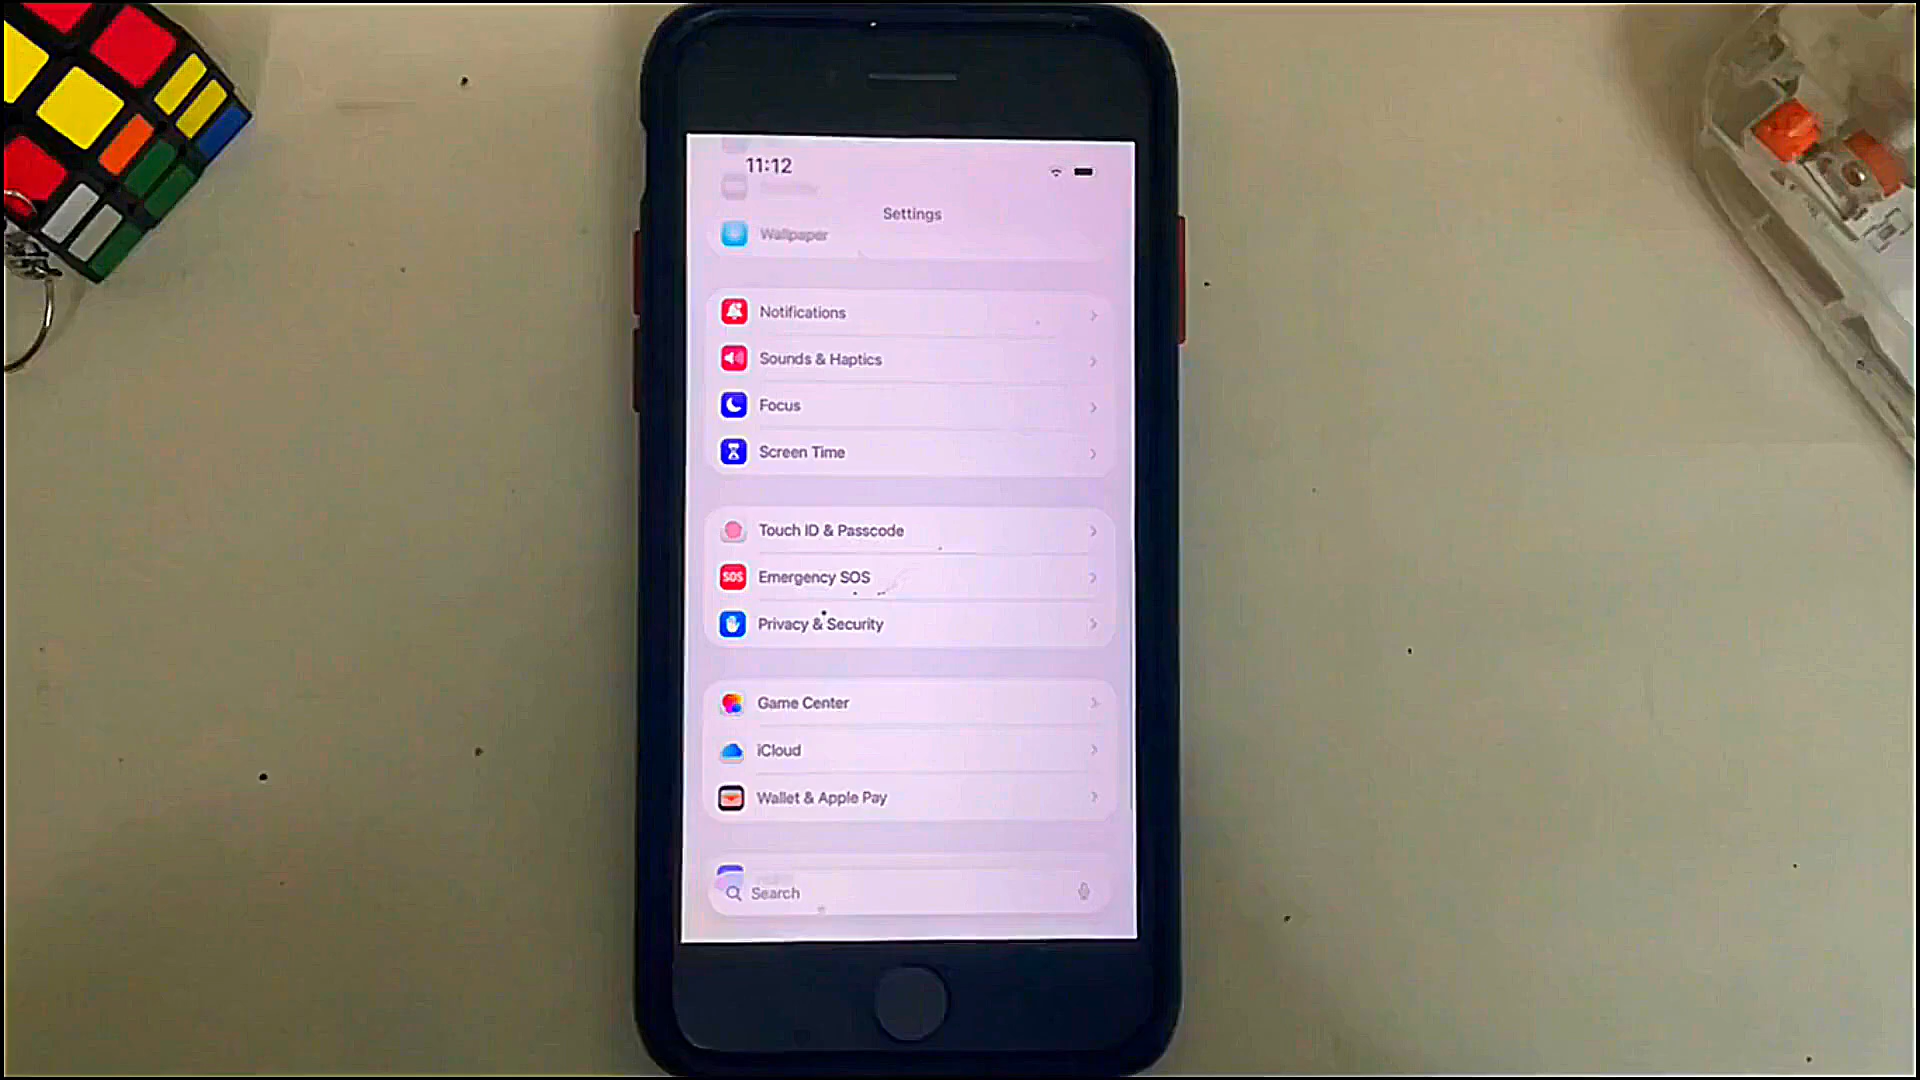 11:12
Settings
Wallpaper
Notifications
Sounds & Haptics
Focus
Screen Time
Touch ID & Passcode
SOS
Emergency SOS
Privacy & Security
Game Center
iCloud
Wallet & Apple Pay
Search